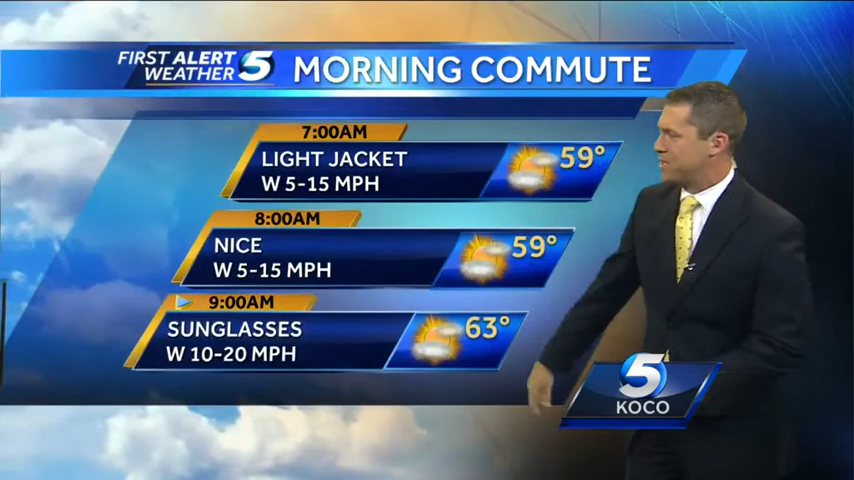 FIRST ALERT
WEATHER 5
MORNING COMMUTE
7:00AM
LIGHT JACKET
59°
W 5-15 MPH
8:00AM
NICE
59°
W 5-15 MPH
9:00AM
SUNGLASSES
63°
W 10-20 MPH
5
KOCO